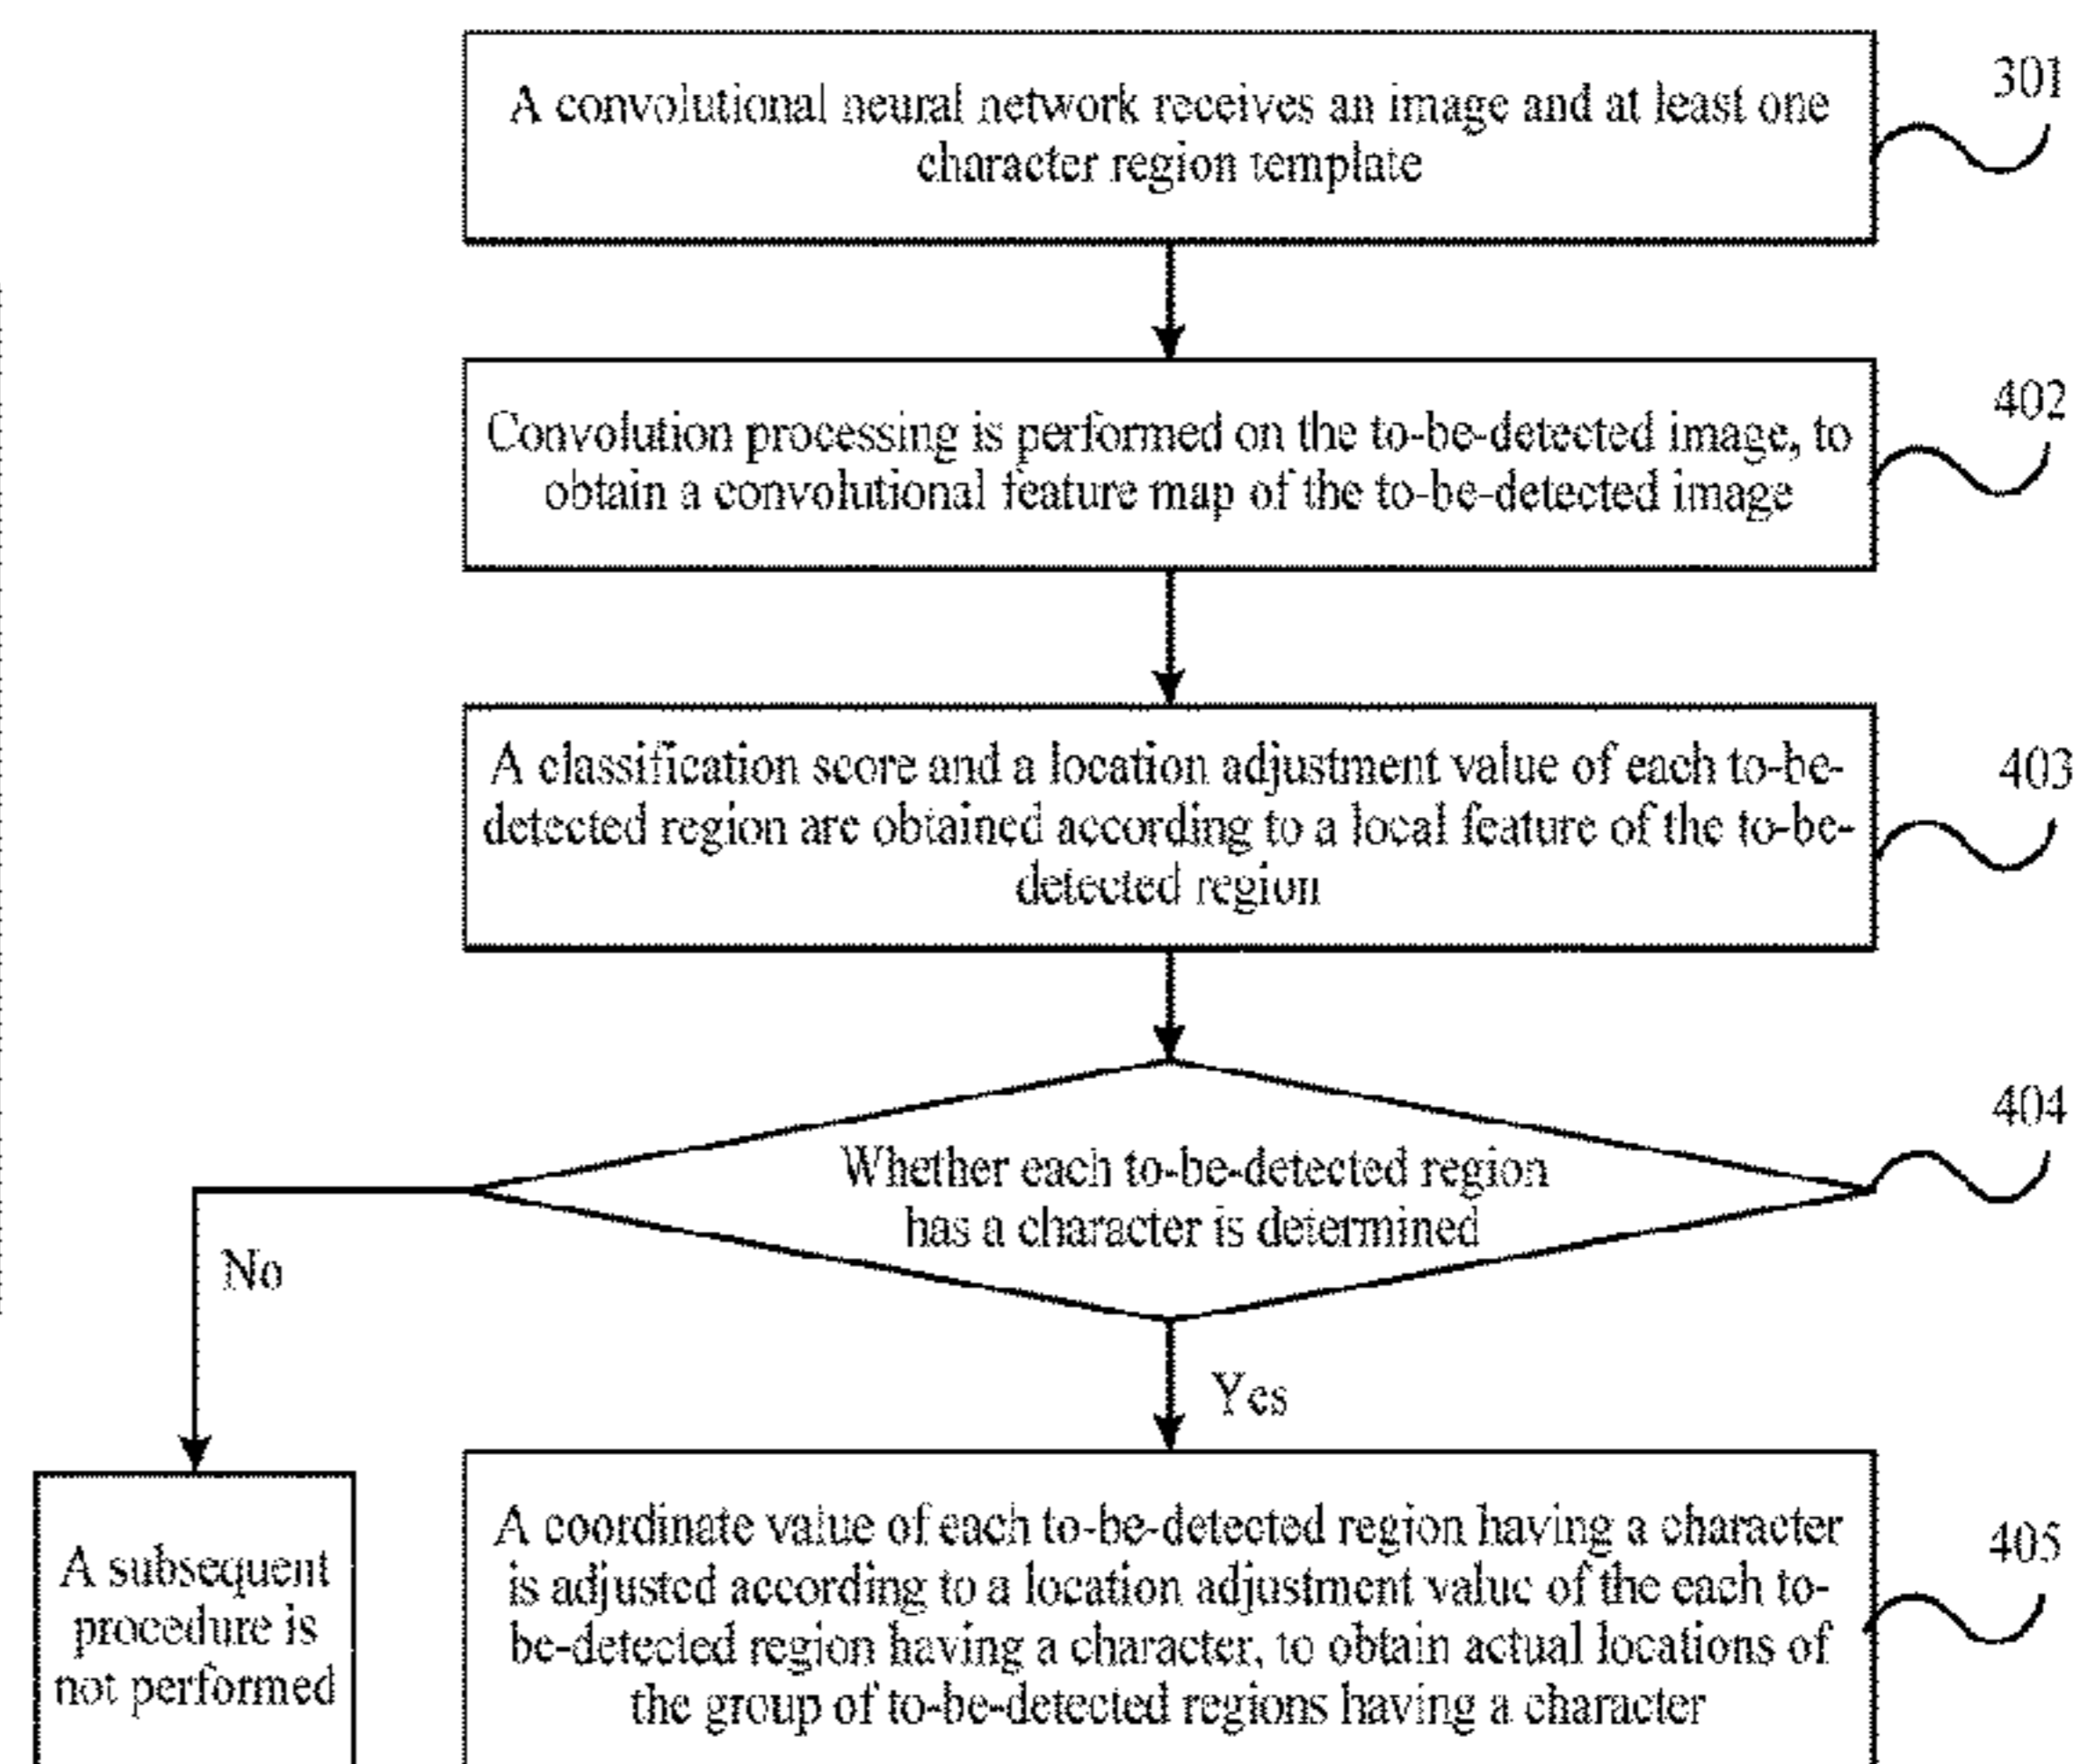 A convolutional neural network receives an image and at least one
character region template
301
Convolution processing is performed on the to-be-detected image, to
obtain a convolutional feature map of the to-be-detected image
402
A classification score and a location adjustment value of each to-be-
detected region are obtained according to a local feature of the to-be-
detected region
403
Whether each to-be-detected region
has a character is determined
404
No
Yes
A subsequent
procedure is
not performed
A coordinate value of each to-be-detected region having a character
is adjusted according to a location adjustment value of the each to-
be-detected region having a character, to obtain actual locations of
the group of to-be-detected regions having a character
405